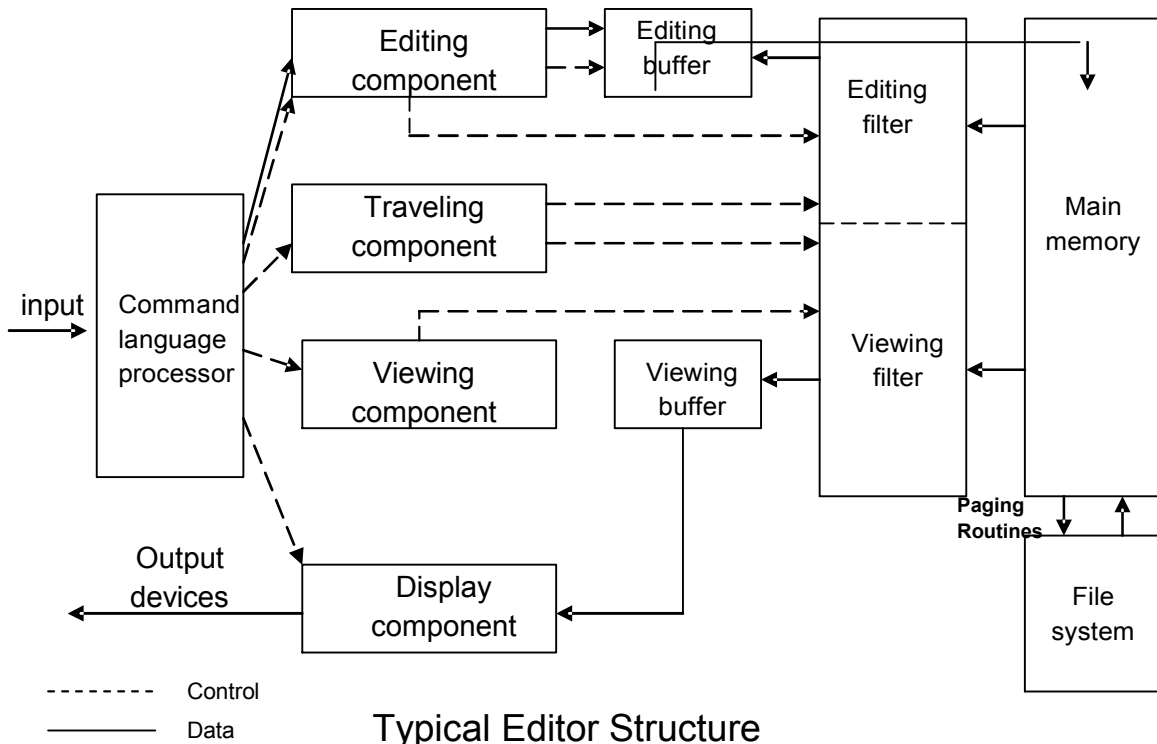 Editing
component
Editing
buffer
Editing
filter
Main
memory
Traveling
component
input
Command
language
processor
Viewing
component
Viewing
buffer
Viewing
filter
Paging
Routines
Output
devices
Display
component
File
system
Control
Data
Typical Editor Structure